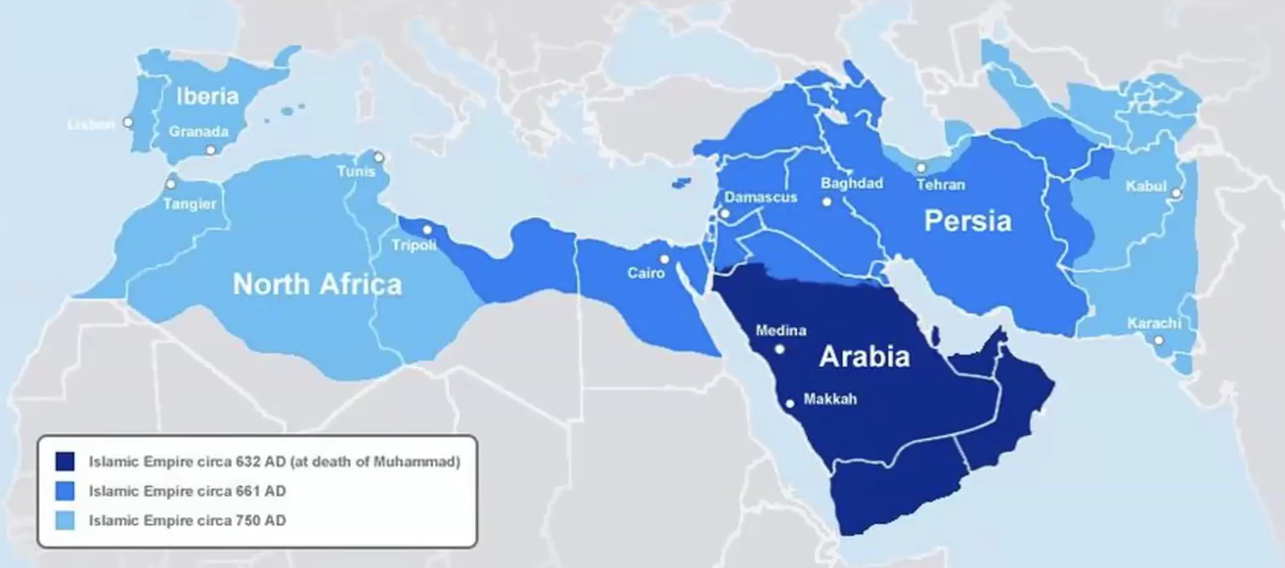 Iberia
Lisbon
Granada
Tunis
Tangier
Tripoli
North Africa
Cairo
Damascus
Baghdad
Tehran
Persia
Kabul
Karachi
Medina
Arabia
Makkah
Islamic Empire circa 632 AD (at death of Muhammad)
Islamic Empire circa 661 AD
Islamic Empire circa 750 AD